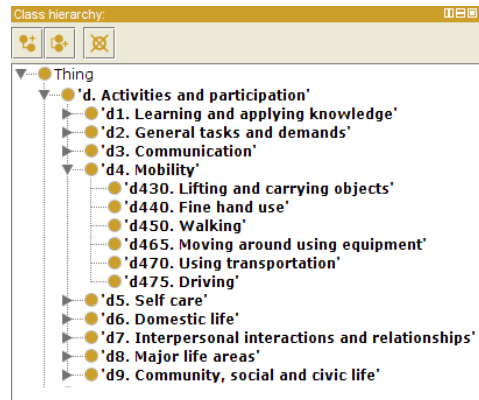 Class hierarchy:
Thing
'd. Activities and participation'
'd1. Learning and applying knowledge'
'd2. General tasks and demands'
'd3. Communication'
'd4. Mobility'
'd430. Lifting and carrying objects'
'd440. Fine hand use'
'd450. Walking'
'd465. Moving around using equipment'
'd470. Using transportation'
'd475. Driving'
'd5. Self care'
'd6. Domestic life'
'd7. Interpersonal interactions and relationships'
'd8. Major life areas'
'd9. Community, social and civic life'